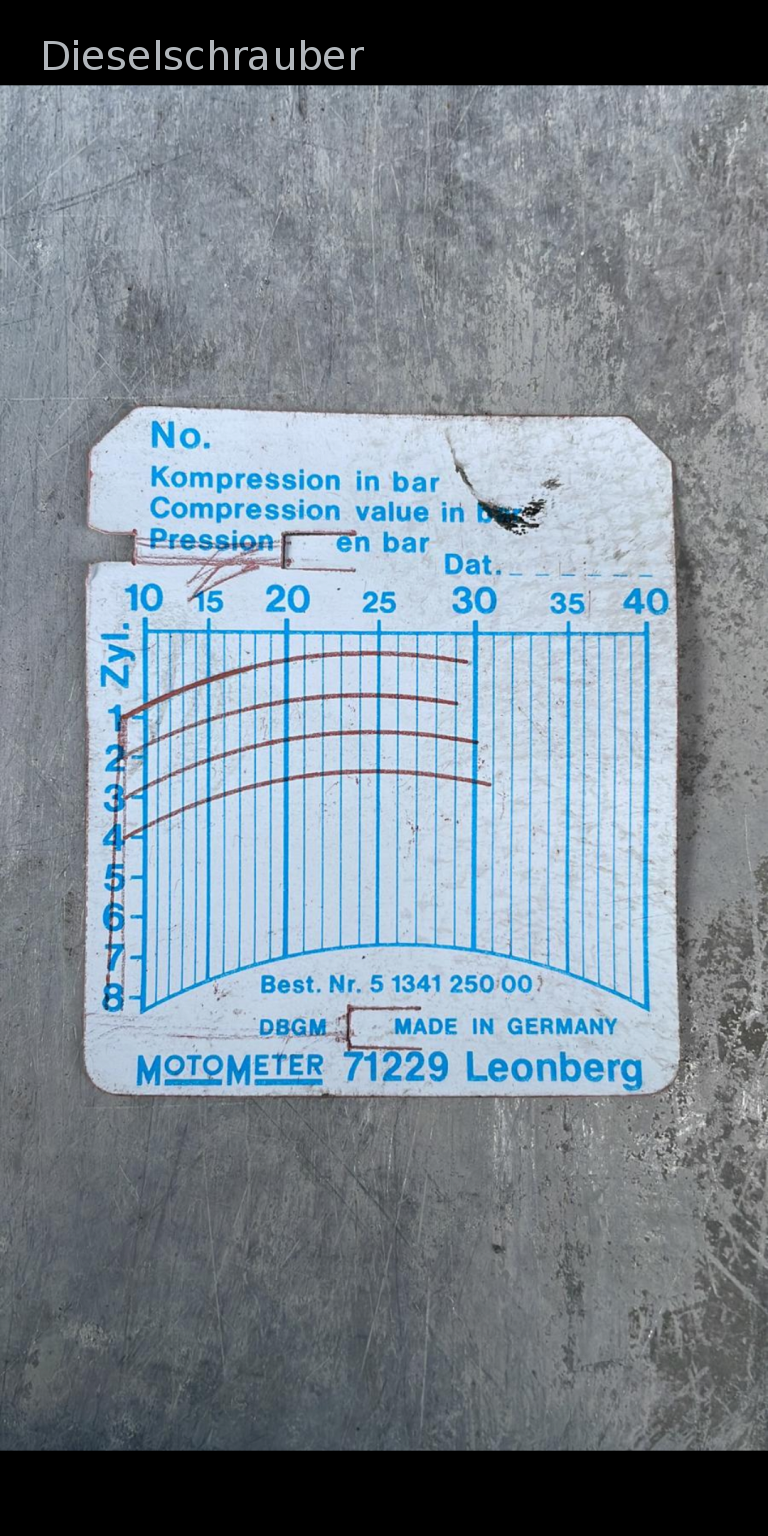 Dieselschrauber
No.
Kompression in bar
Compression value in bar
Pression en bar
Dat.
10 15 20 25 30 35 40
Zyl.
1
2
3
4
5
6
7
8
Best. Nr. 5 1341 250 00
DBGM MADE IN GERMANY
MOTOMETER 71229 Leonberg